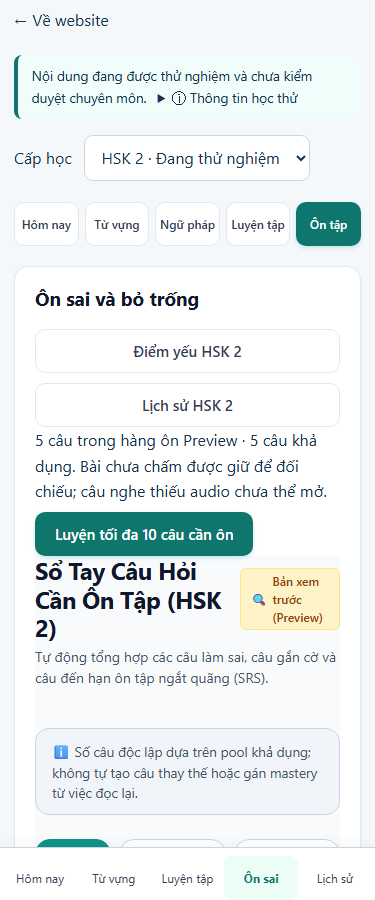 ← Về website
Nội dung đang được thử nghiệm và chưa kiểm
duyệt chuyên môn. ▶ ⓘ Thông tin học thử
Cấp học HSK 2 · Đang thử nghiệm
Hôm nay Từ vựng Ngữ pháp Luyện tập Ôn tập
Ôn sai và bỏ trống
Điểm yếu HSK 2
Lịch sử HSK 2
5 câu trong hàng ôn Preview · 5 câu khả
dụng. Bài chưa chấm được giữ để đối
chiếu; câu nghe thiếu audio chưa thể mở.
Luyện tối đa 10 câu cần ôn
Sổ Tay Câu Hỏi
Cần Ôn Tập (HSK
2)
🔍 Bản xem
trước
(Preview)
Tự động tổng hợp các câu làm sai, câu gắn cờ và
câu đến hạn ôn tập ngắt quãng (SRS).
ℹ️ Số câu độc lập dựa trên pool khả dụng;
không tự tạo câu thay thế hoặc gán mastery
từ việc đọc lại.
Hôm nay Từ vựng Luyện tập Ôn sai Lịch sử